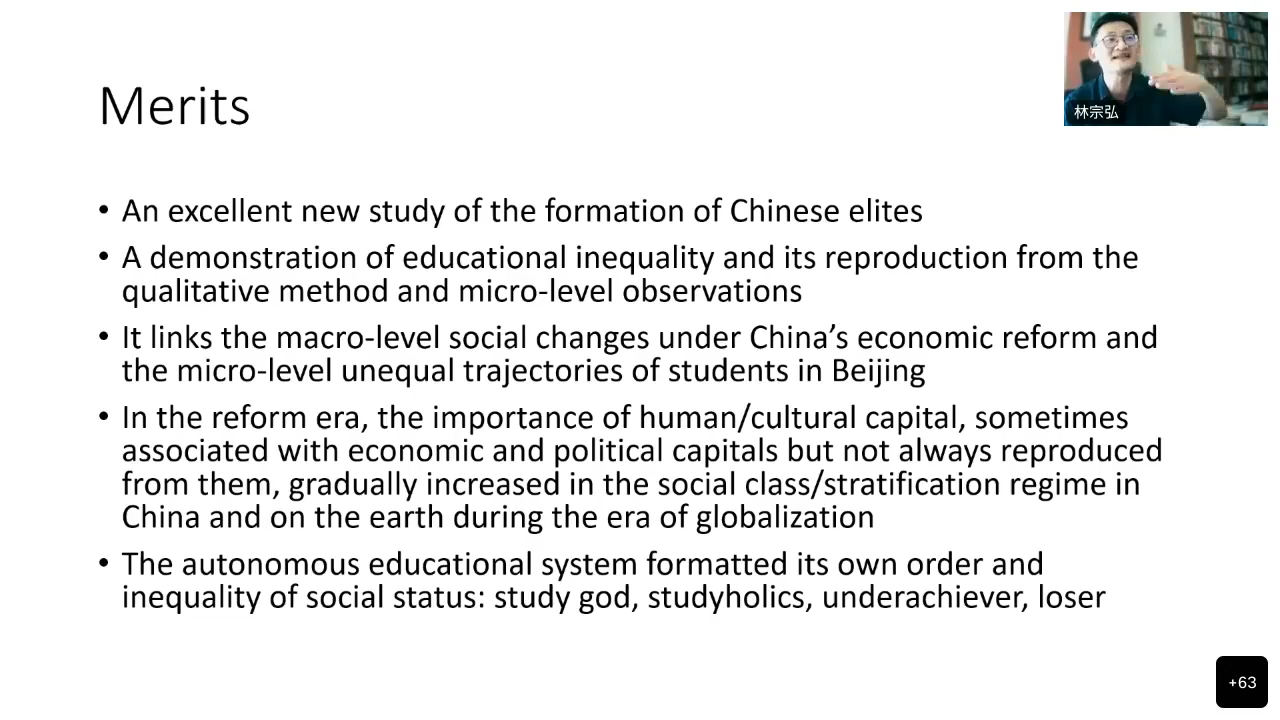 林宗弘
Merits
• An excellent new study of the formation of Chinese elites
• A demonstration of educational inequality and its reproduction from the
qualitative method and micro-level observations
• It links the macro-level social changes under China’s economic reform and
the micro-level unequal trajectories of students in Beijing
• In the reform era, the importance of human/cultural capital, sometimes
associated with economic and political capitals but not always reproduced
from them, gradually increased in the social class/stratification regime in
China and on the earth during the era of globalization
• The autonomous educational system formatted its own order and
inequality of social status: study god, studyholics, underachiever, loser
+63